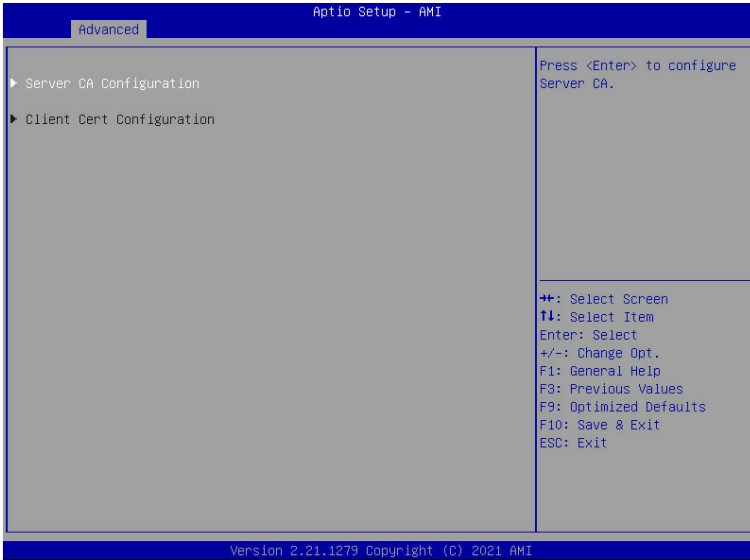 Aptio Setup – AMI
Advanced
Server CA Configuration
Client Cert Configuration
Press <Enter> to configure
Server CA.
→←: Select Screen
↑↓: Select Item
Enter: Select
+/-: Change Opt.
F1: General Help
F3: Previous Values
F9: Optimized Defaults
F10: Save & Exit
ESC: Exit
Version 2.21.1279 Copyright (C) 2021 AMI